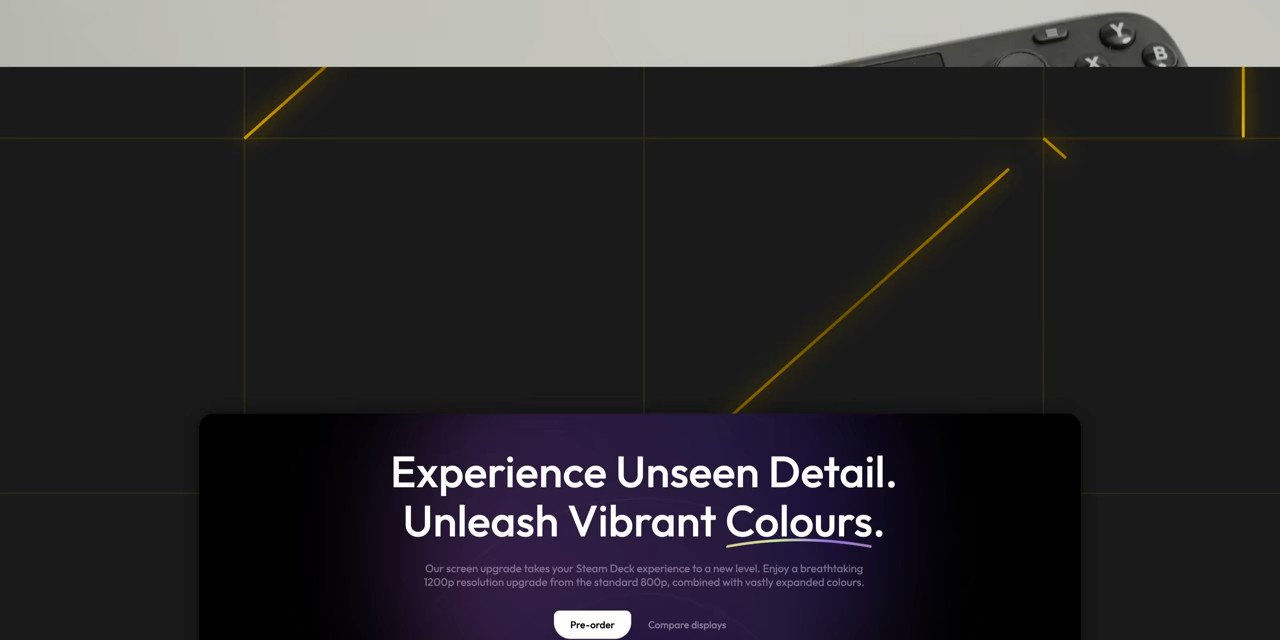 Y
B
X
Experience Unseen Detail.
Unleash Vibrant Colours.
Our screen upgrade takes your Steam Deck experience to a new level. Enjoy a breathtaking
1200p resolution upgrade from the standard 800p, combined with vastly expanded colours.
Pre-order
Compare displays